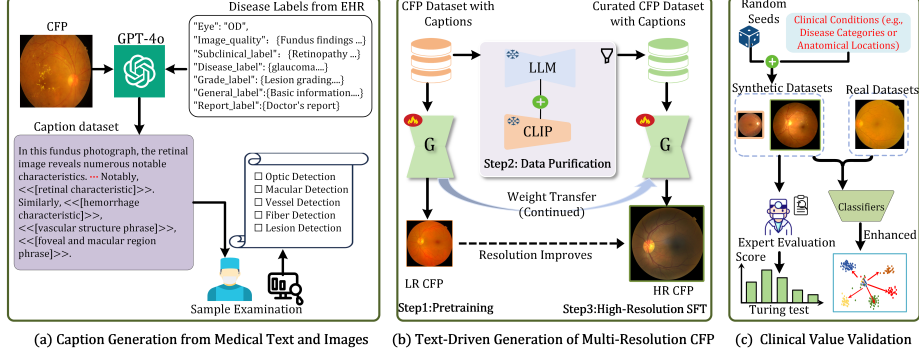 Disease Labels from EHR
CFP
GPT-4o
"Eye": "OD",
"Image_quality": {Fundus findings ...}
"Subclinical_label": {Retinopathy ...}
"Disease_label": {glaucoma....}
"Grade_label": {Lesion grading....}
"General_label":{Basic information....}
"Report_label":{Doctor's report}
Caption dataset
In this fundus photograph, the retinal
image reveals numerous notable
characteristics. ··· Notably,
<<[retinal characteristic]>>.
Similarly, <<[hemorrhage
characteristic]>>,
<<[vascular structure phrase]>>,
<<[foveal and macular region
phrase]>>.
☐ Optic Detection
☐ Macular Detection
☐ Vessel Detection
☐ Fiber Detection
☐ Lesion Detection
Sample Examination
(a) Caption Generation from Medical Text and Images
CFP Dataset with
Captions
Curated CFP Dataset
with Captions
LLM
CLIP
Step2: Data Purification
G
G
Weight Transfer
(Continued)
Resolution Improves
LR CFP
HR CFP
Step1:Pretraining
Step3:High-Resolution SFT
(b) Text-Driven Generation of Multi-Resolution CFP
Random
Seeds
Clinical Conditions (e.g.,
Disease Categories or
Anatomical Locations)
Synthetic Datasets
Real Datasets
Classifiers
Expert Evaluation
Enhanced
Score
Turing test
(c) Clinical Value Validation